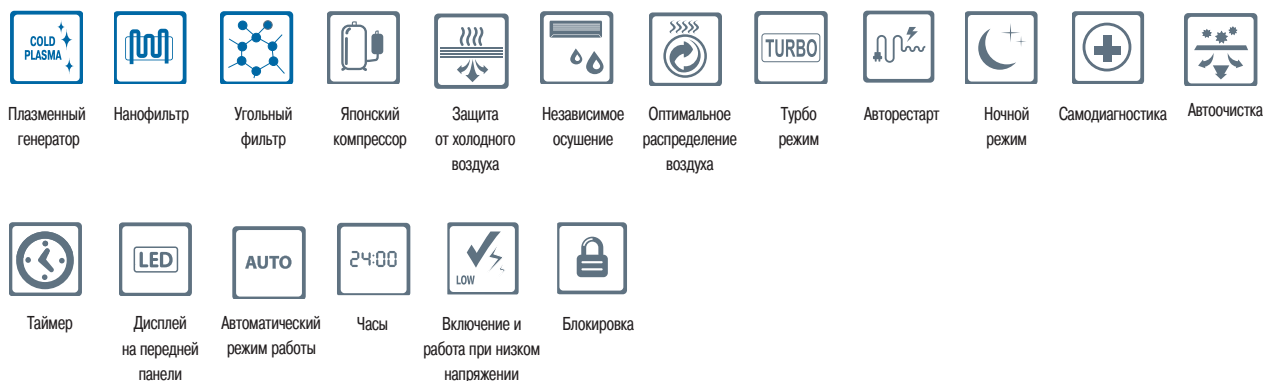 COLD
PLASMA
TURBO
Плазменный
генератор
Нанофильтр
Угольный
фильтр
Японский
компрессор
Защита
от холодного
воздуха
Независимое
осушение
Оптимальное
распределение
воздуха
Турбо
режим
Авторестарт
Ночной
режим
Самодиагностика
Автоочистка
LED
AUTO
24:00
LOW
Таймер
Дисплей
на передней
панели
Автоматический
режим работы
Часы
Включение и
работа при низком
напряжении
Блокировка